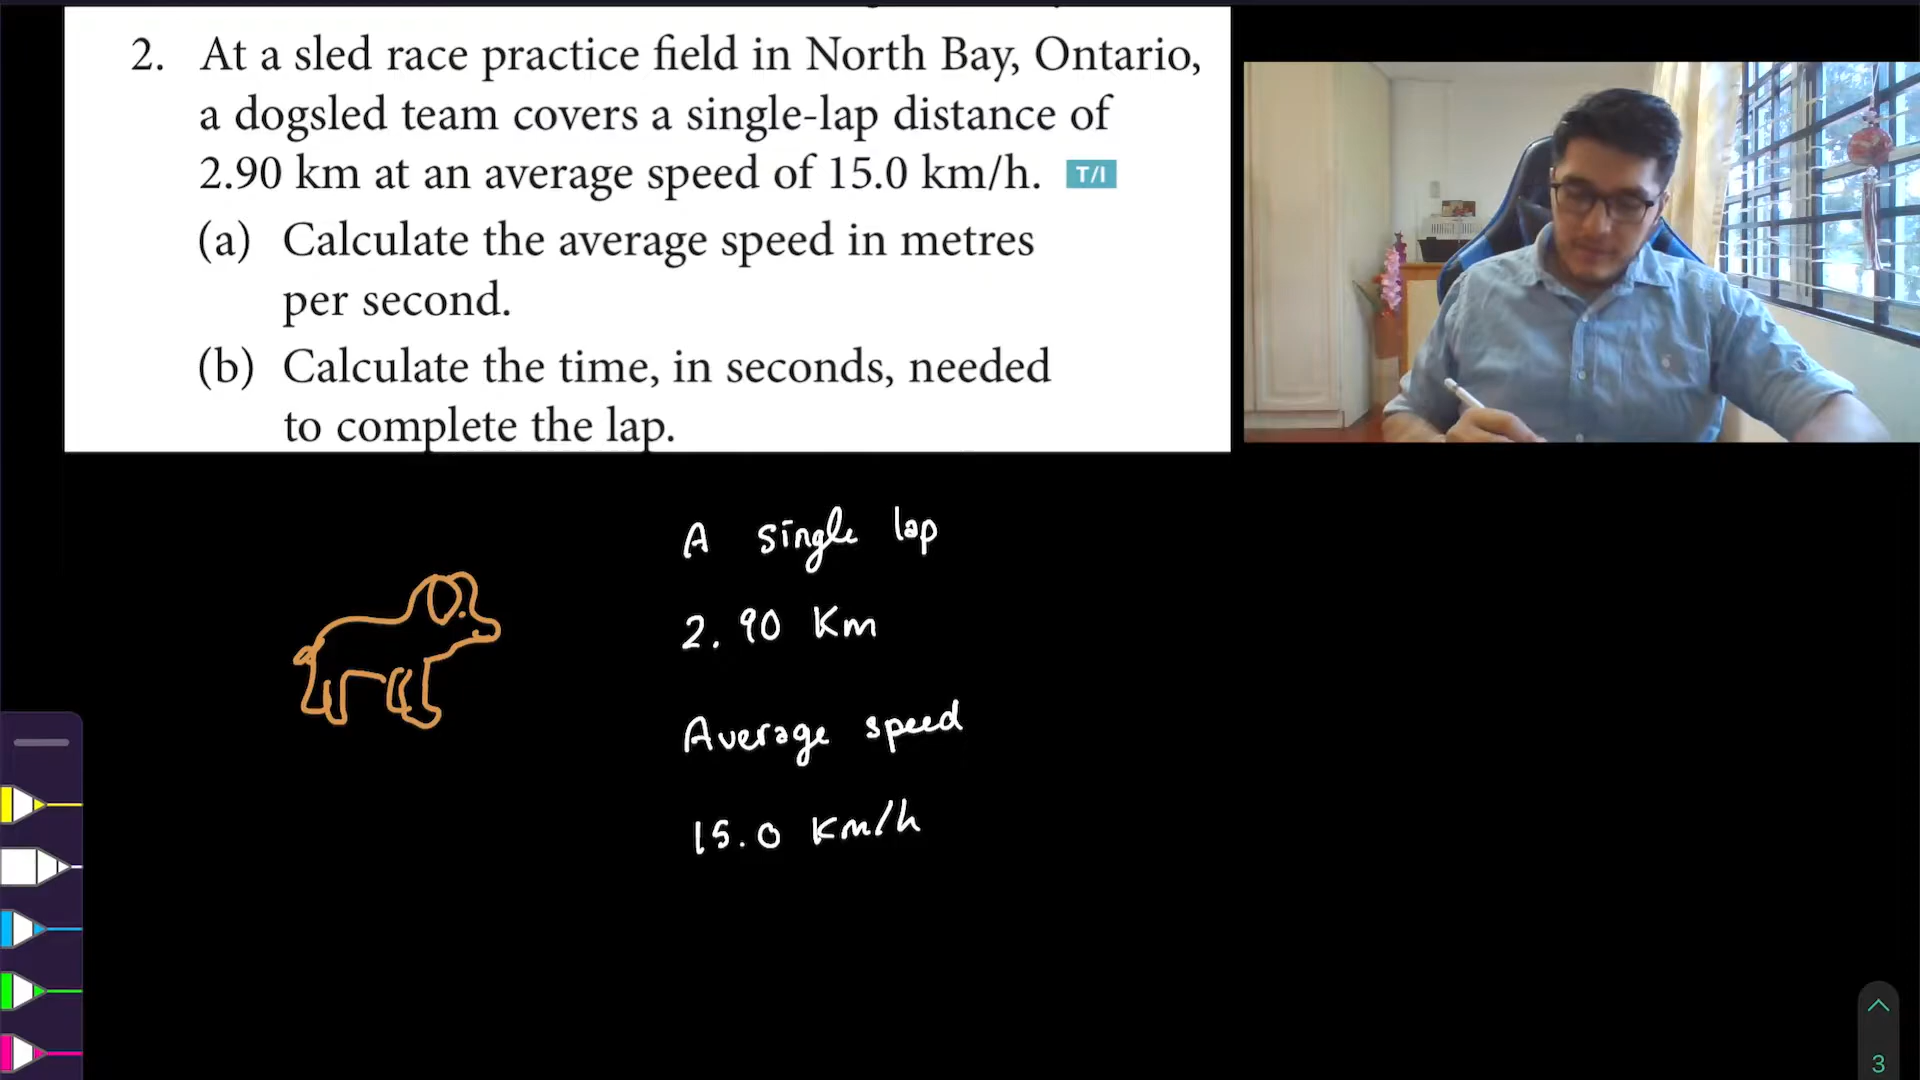 2. At a sled race practice field in North Bay, Ontario,
a dogsled team covers a single-lap distance of
2.90 km at an average speed of 15.0 km/h. T/I
(a) Calculate the average speed in metres
per second.
(b) Calculate the time, in seconds, needed
to complete the lap.
A single lap
2.90 Km
Average speed
15.0 Km/h
3